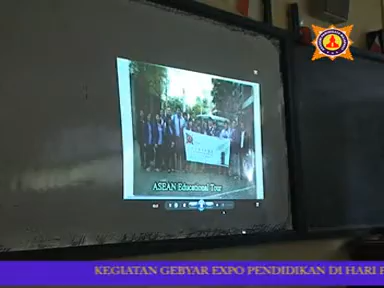 ASEAN Educational Tour
KEGIATAN GEBYAR EXPO PENDIDIKAN DI HARI